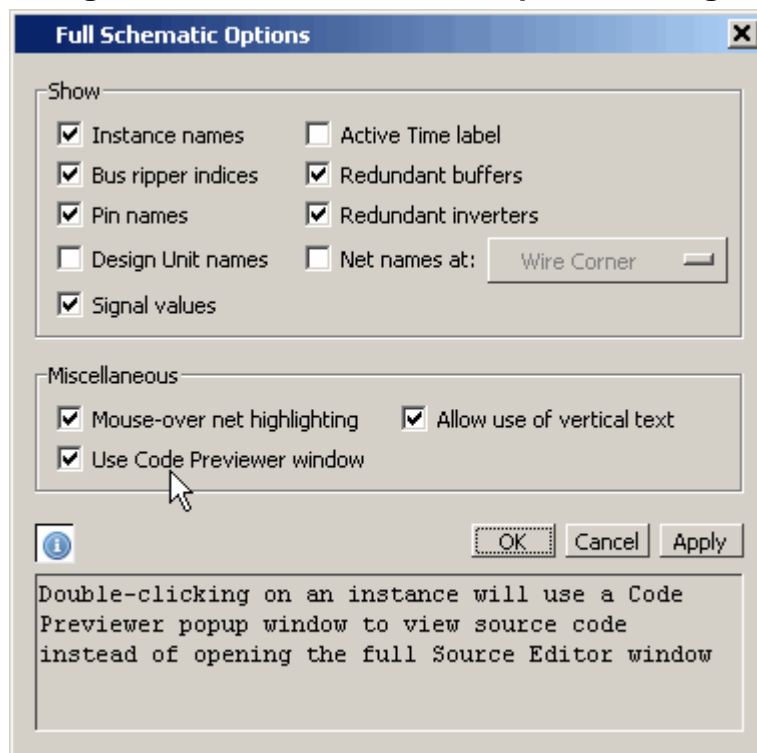 Full Schematic Options
Show
Instance names
Active Time label
Bus ripper indices
Redundant buffers
Pin names
Redundant inverters
Design Unit names
Net names at:
Wire Corner
Signal values
Miscellaneous
Mouse-over net highlighting
Allow use of vertical text
Use Code Previewer window
OK
Cancel
Apply
Double-clicking on an instance will use a Code
Previewer popup window to view source code
instead of opening the full Source Editor window